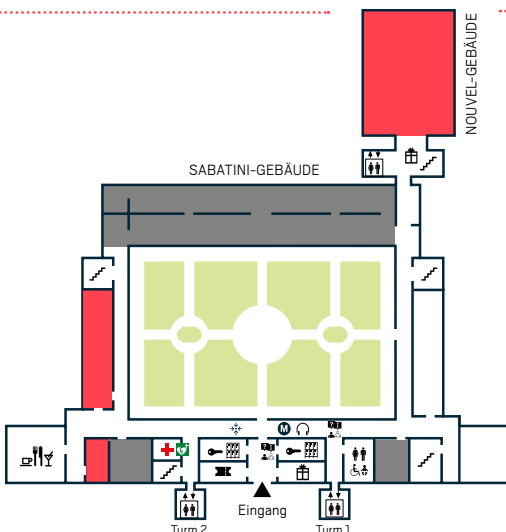 NOUVEL-GEBÄUDE
SABATINI-GEBÄUDE
M
Eingang
Turm 2
Turm 1